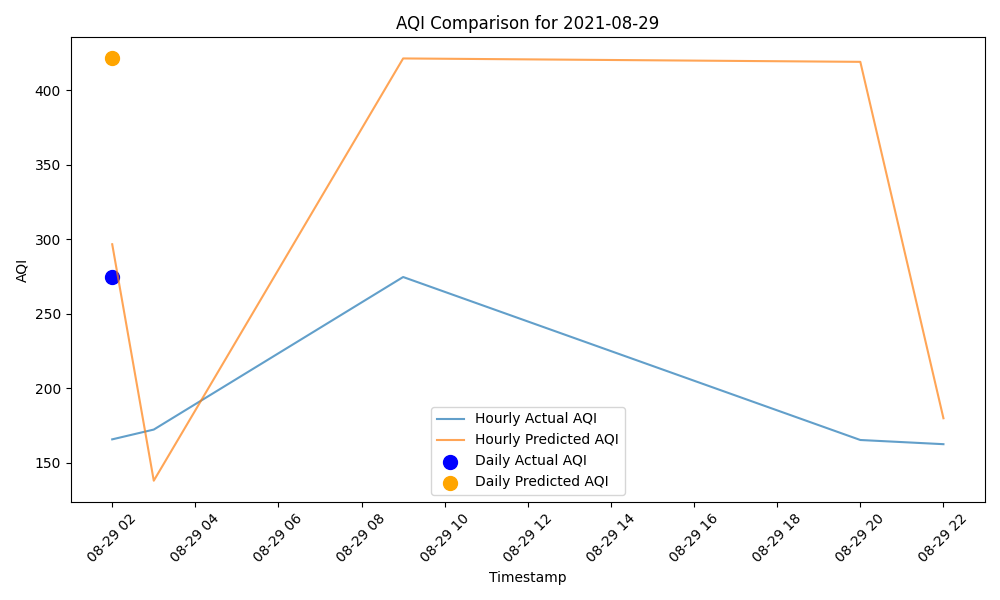 AQI Comparison for 2021-08-29
AQI
400
350
300
250
200
150
Hourly Actual AQI
Hourly Predicted AQI
Daily Actual AQI
Daily Predicted AQI
08-29 02
08-29 04
08-29 06
08-29 08
08-29 10
08-29 12
08-29 14
08-29 16
08-29 18
08-29 20
08-29 22
Timestamp